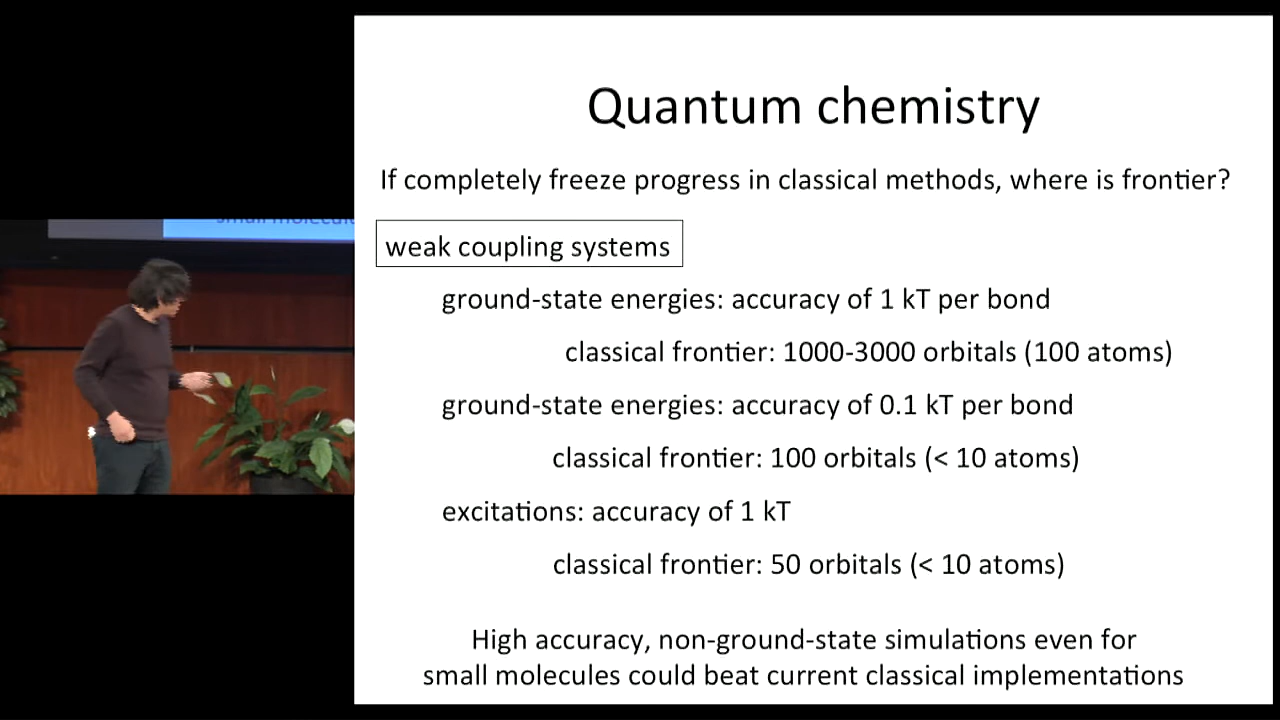 small molecul
Quantum chemistry
If completely freeze progress in classical methods, where is frontier?
weak coupling systems
ground-state energies: accuracy of 1 kT per bond
classical frontier: 1000-3000 orbitals (100 atoms)
ground-state energies: accuracy of 0.1 kT per bond
classical frontier: 100 orbitals (< 10 atoms)
excitations: accuracy of 1 kT
classical frontier: 50 orbitals (< 10 atoms)
High accuracy, non-ground-state simulations even for
small molecules could beat current classical implementations